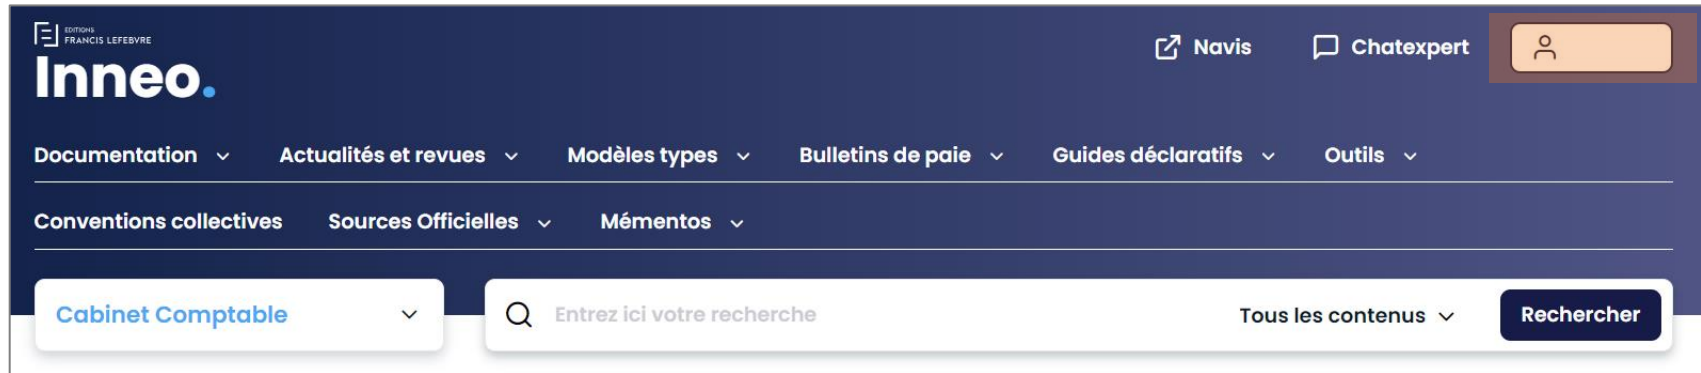 EDITIONS
FRANCIS LEFEBVRE
Inneo.
Navis Chatexpert
Documentation Actualités et revues Modèles types Bulletins de paie Guides déclaratifs Outils
Conventions collectives Sources Officielles Mémentos
Cabinet Comptable Entrez ici votre recherche Tous les contenus Rechercher